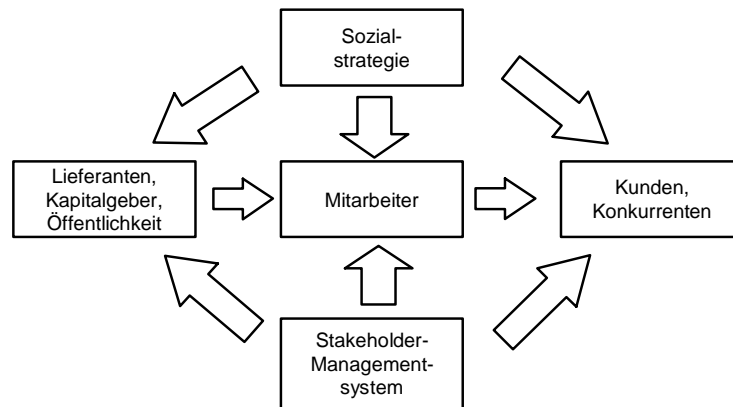 Sozial-
strategie
Lieferanten,
Kapitalgeber,
Öffentlichkeit
Mitarbeiter
Kunden,
Konkurrenten
Stakeholder-
Management-
system